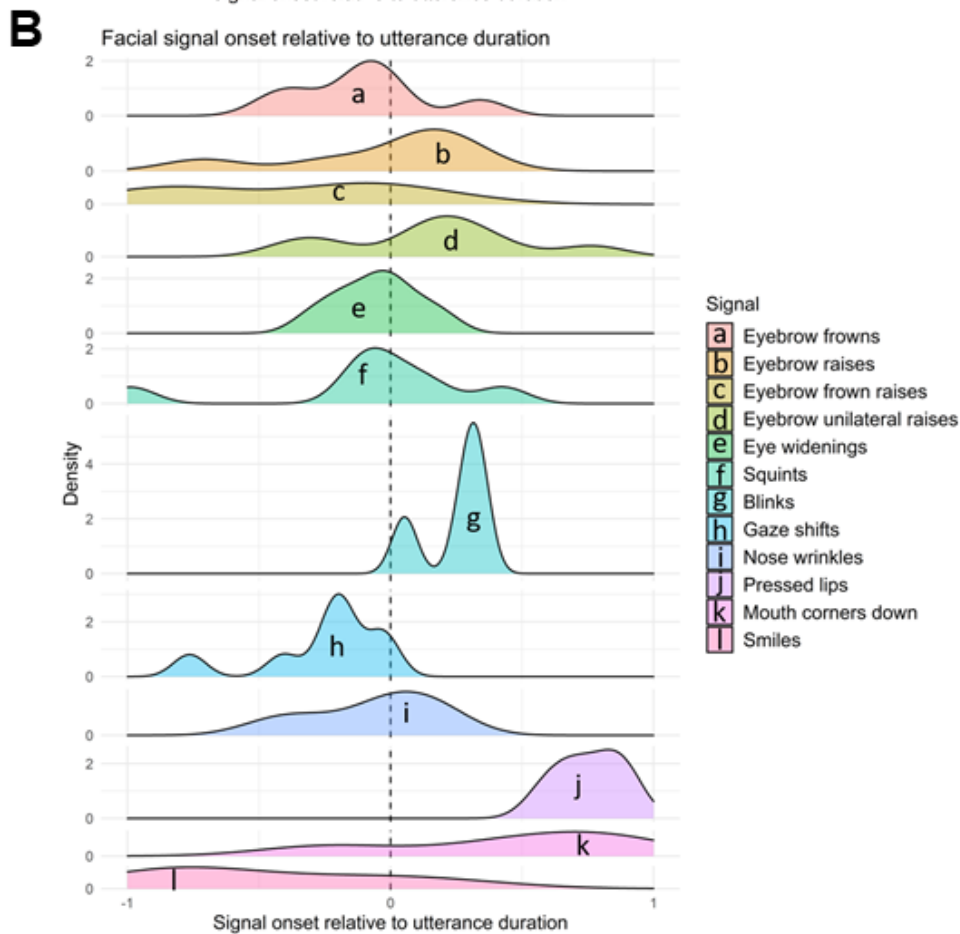 B
Facial signal onset relative to utterance duration
2
a
0
b
0
c
0
d
0
2
e
0
2
f
0
Density
4
2
g
0
2
h
0
i
0
2
j
0
k
0
l
0
-1 0 1
Signal onset relative to utterance duration
Signal
a Eyebrow frowns
b Eyebrow raises
c Eyebrow frown raises
d Eyebrow unilateral raises
e Eye widenings
f Squints
g Blinks
h Gaze shifts
i Nose wrinkles
j Pressed lips
k Mouth corners down
l Smiles